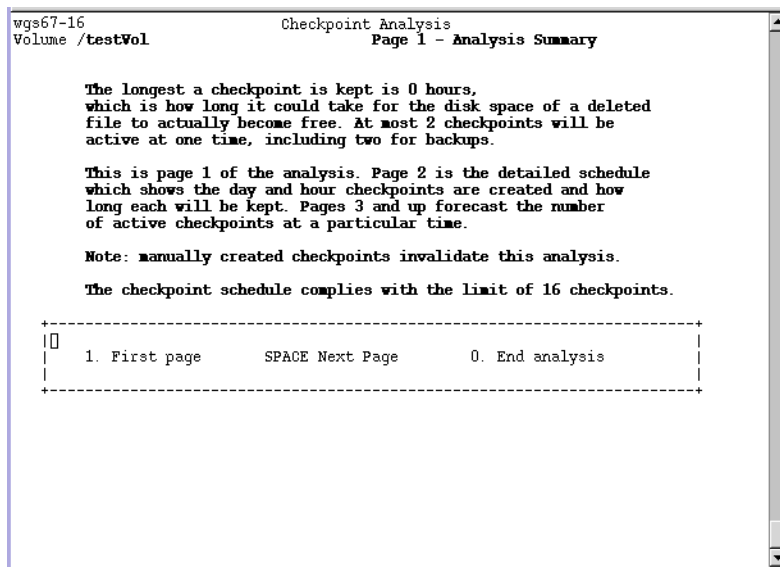 wgs67-16 Checkpoint Analysis
Volume /testVol Page 1 - Analysis Summary
The longest a checkpoint is kept is 0 hours,
which is how long it could take for the disk space of a deleted
file to actually become free. At most 2 checkpoints will be
active at one time, including two for backups.
This is page 1 of the analysis. Page 2 is the detailed schedule
which shows the day and hour checkpoints are created and how
long each will be kept. Pages 3 and up forecast the number
of active checkpoints at a particular time.
Note: manually created checkpoints invalidate this analysis.
The checkpoint schedule complies with the limit of 16 checkpoints.
1. First page SPACE Next Page 0. End analysis